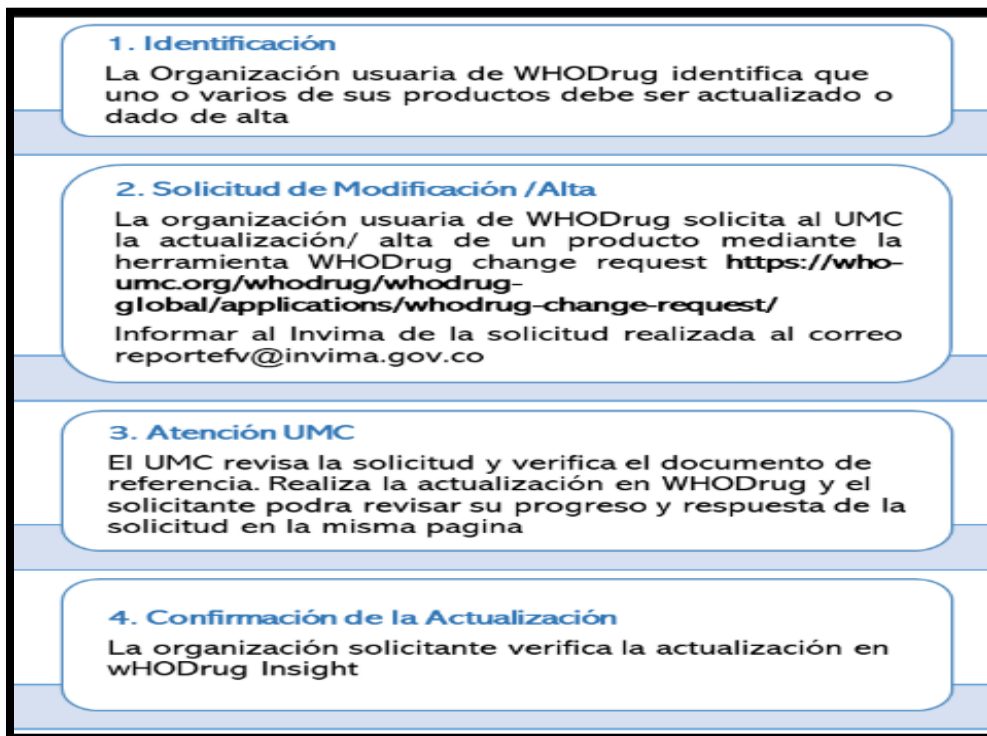 1. Identificación
La Organización usuaria de WHODrug identifica que
uno o varios de sus productos debe ser actualizado o
dado de alta
2. Solicitud de Modificación /Alta
La organización usuaria de WHODrug solicita al UMC
la actualización/ alta de un producto mediante la
herramienta WHODrug change request https://who-
umc.org/whodrug/whodrug-
global/applications/whodrug-change-request/
Informar al Invima de la solicitud realizada al correo
reportefv@invima.gov.co
3. Atención UMC
El UMC revisa la solicitud y verifica el documento de
referencia. Realiza la actualización en WHODrug y el
solicitante podra revisar su progreso y respuesta de la
solicitud en la misma pagina
4. Confirmación de la Actualización
La organización solicitante verifica la actualización en
wHODrug Insight